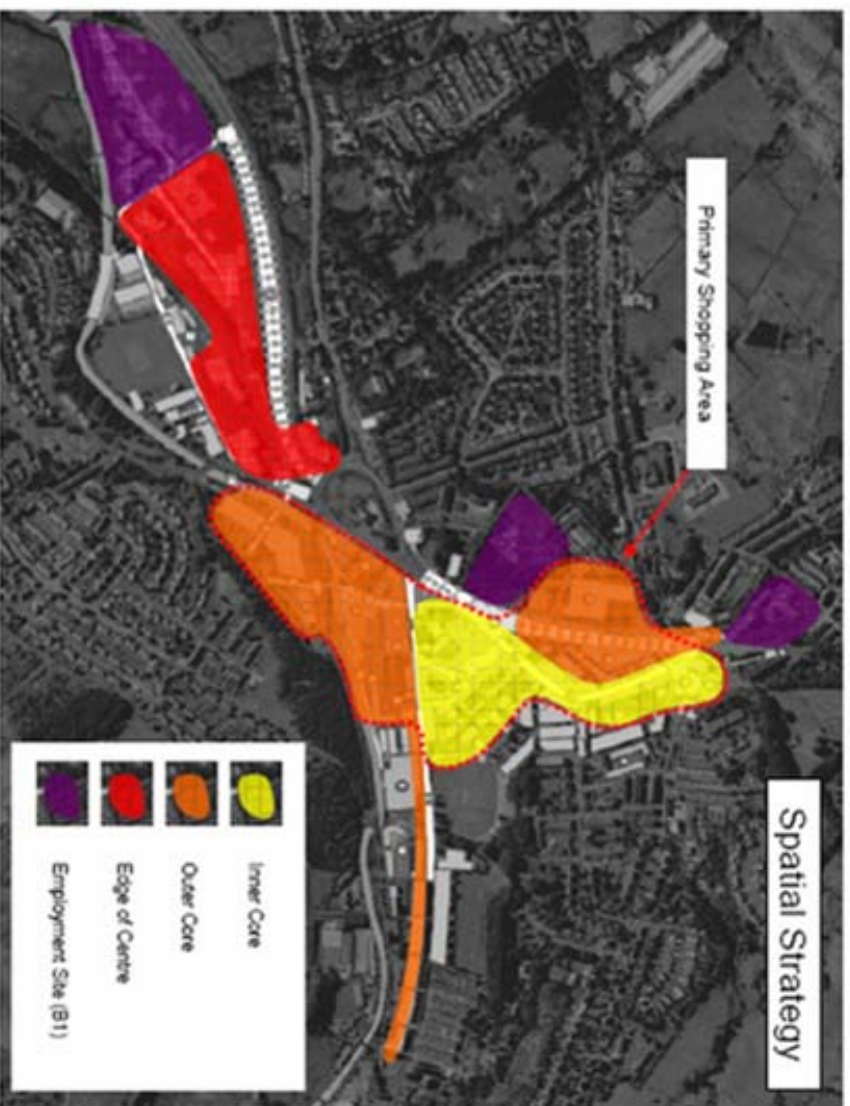 Spatial Strategy
Primary Shopping Area
Inner Core
Outer Core
Edge of Centre
Employment Site (B1)